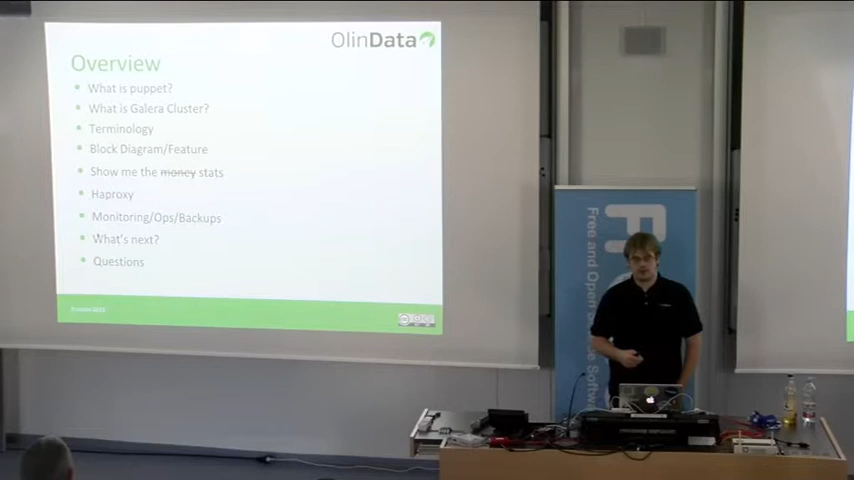 OlinData
Overview
What is puppet?
What is Galera Cluster?
Terminology
Block Diagram/Feature
Show me the money stats
Haproxy
Monitoring/Ops/Backups
What's next?
Questions
Free and Open
Software